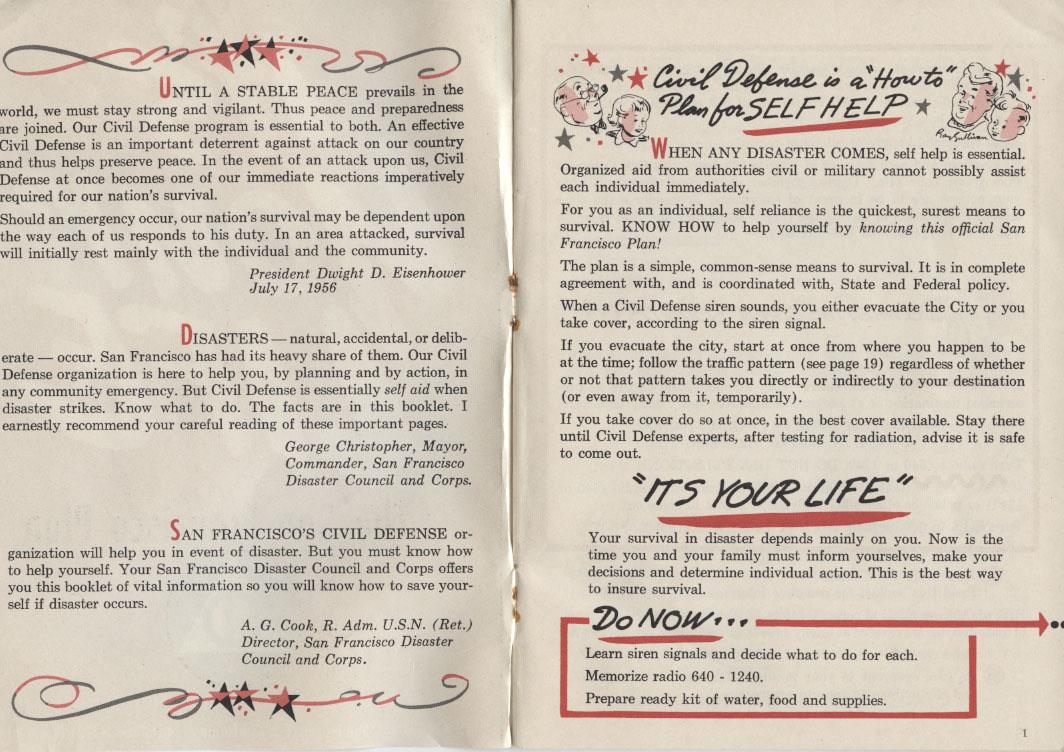 UNTIL A STABLE PEACE prevails in the
world, we must stay strong and vigilant. Thus peace and preparedness
are joined. Our Civil Defense program is essential to both. An effective
Civil Defense is an important deterrent against attack on our country
and thus helps preserve peace. In the event of an attack upon us, Civil
Defense at once becomes one of our immediate reactions imperatively
required for our nation's survival.
Should an emergency occur, our nation's survival may be dependent upon
the way each of us responds to his duty. In an area attacked, survival
will initially rest mainly with the individual and the community.
President Dwight D. Eisenhower
July 17, 1956
DISASTERS — natural, accidental, or delib-
erate — occur. San Francisco has had its heavy share of them. Our Civil
Defense organization is here to help you, by planning and by action, in
any community emergency. But Civil Defense is essentially self aid when
disaster strikes. Know what to do. The facts are in this booklet. I
earnestly recommend your careful reading of these important pages.
George Christopher, Mayor,
Commander, San Francisco
Disaster Council and Corps.
SAN FRANCISCO'S CIVIL DEFENSE or-
ganization will help you in event of disaster. But you must know how
to help yourself. Your San Francisco Disaster Council and Corps offers
you this booklet of vital information so you will know how to save your-
self if disaster occurs.
A. G. Cook, R. Adm. U.S.N. (Ret.)
Director, San Francisco Disaster
Council and Corps.
Civil Defense is a "How to"
Plan for SELF HELP
Ray Sullivan
WHEN ANY DISASTER COMES, self help is essential.
Organized aid from authorities civil or military cannot possibly assist
each individual immediately.
For you as an individual, self reliance is the quickest, surest means to
survival. KNOW HOW to help yourself by knowing this official San
Francisco Plan!
The plan is a simple, common-sense means to survival. It is in complete
agreement with, and is coordinated with, State and Federal policy.
When a Civil Defense siren sounds, you either evacuate the City or you
take cover, according to the siren signal.
If you evacuate the city, start at once from where you happen to be
at the time; follow the traffic pattern (see page 19) regardless of whether
or not that pattern takes you directly or indirectly to your destination
(or even away from it, temporarily).
If you take cover do so at once, in the best cover available. Stay there
until Civil Defense experts, after testing for radiation, advise it is safe
to come out.
"ITS YOUR LIFE"
Your survival in disaster depends mainly on you. Now is the
time you and your family must inform yourselves, make your
decisions and determine individual action. This is the best way
to insure survival.
DO NOW...
Learn siren signals and decide what to do for each.
Memorize radio 640 - 1240.
Prepare ready kit of water, food and supplies.
1